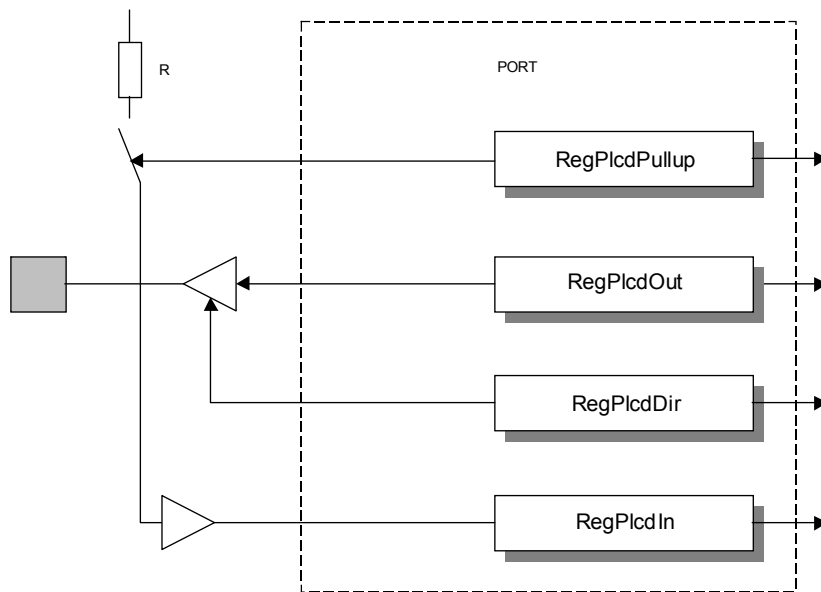 R
PORT
RegPlcdPullup
RegPlcdOut
RegPlcdDir
RegPlcdIn